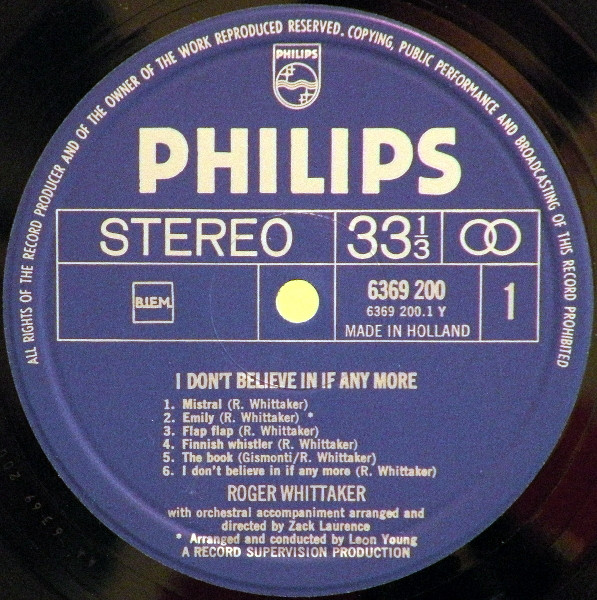 ALL RIGHTS OF THE RECORD PRODUCER AND OF THE OWNER OF THE WORK REPRODUCED RESERVED. COPYING, PUBLIC PERFORMANCE AND BROADCASTING OF THIS RECORD PROHIBITED
PHILIPS
PHILIPS
STEREO 33 1/3
B.I.E.M. 6369 200 1
6369 200.1 Y
MADE IN HOLLAND
I DON'T BELIEVE IN IF ANY MORE
1. Mistral (R. Whittaker)
2. Emily (R. Whittaker) *
3. Flap flap (R. Whittaker)
4. Finnish whistler (R. Whittaker)
5. The book (Gismonti/R. Whittaker)
6. I don't believe in if any more (R. Whittaker)
ROGER WHITTAKER
with orchestral accompaniment arranged and
directed by Zack Laurence
* Arranged and conducted by Leon Young
A RECORD SUPERVISION PRODUCTION